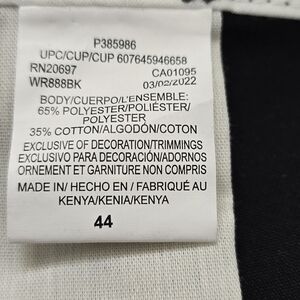 P385986
UPC/CUP/CUP 607645946658
RN20697 CA01095
WR888BK 03/02/2022
BODY/CUERPO/L'ENSEMBLE:
65% POLYESTER/POLIÉSTER/
POLYESTER
35% COTTON/ALGODÓN/COTON
EXCLUSIVE OF DECORATION/TRIMMINGS
EXCLUSIVO PARA DECORACIÓN/ADORNOS
ORNEMENT ET GARNITURE NON COMPRIS
MADE IN/ HECHO EN / FABRIQUÉ AU
KENYA/KENIA/KENYA
44